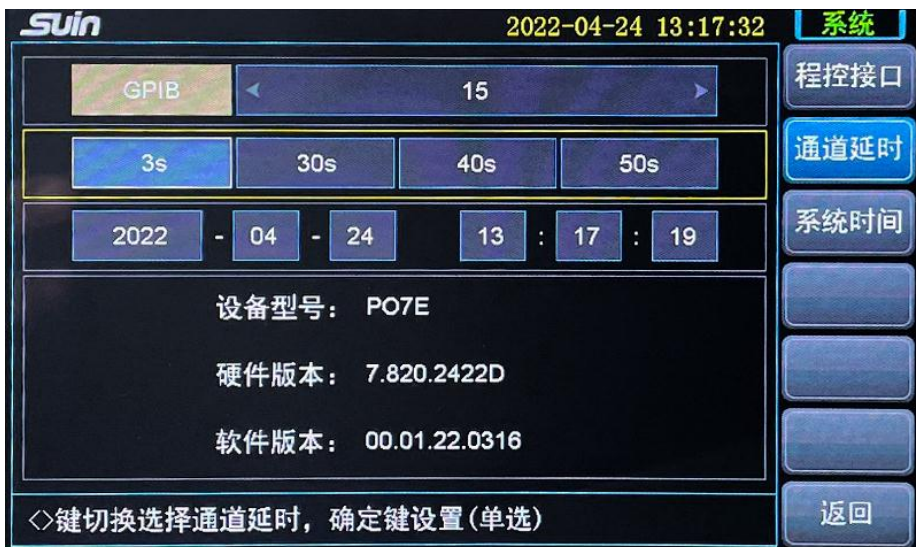 SUin 2022-04-24 13:17:32 系统
GPIB 15 程控接口
3s 30s 40s 50s 通道延时
2022 - 04 - 24 13 : 17 : 19 系统时间
设备型号： PO7E
硬件版本： 7.820.2422D
软件版本： 00.01.22.0316
<>键切换选择通道延时，确定键设置(单选) 返回